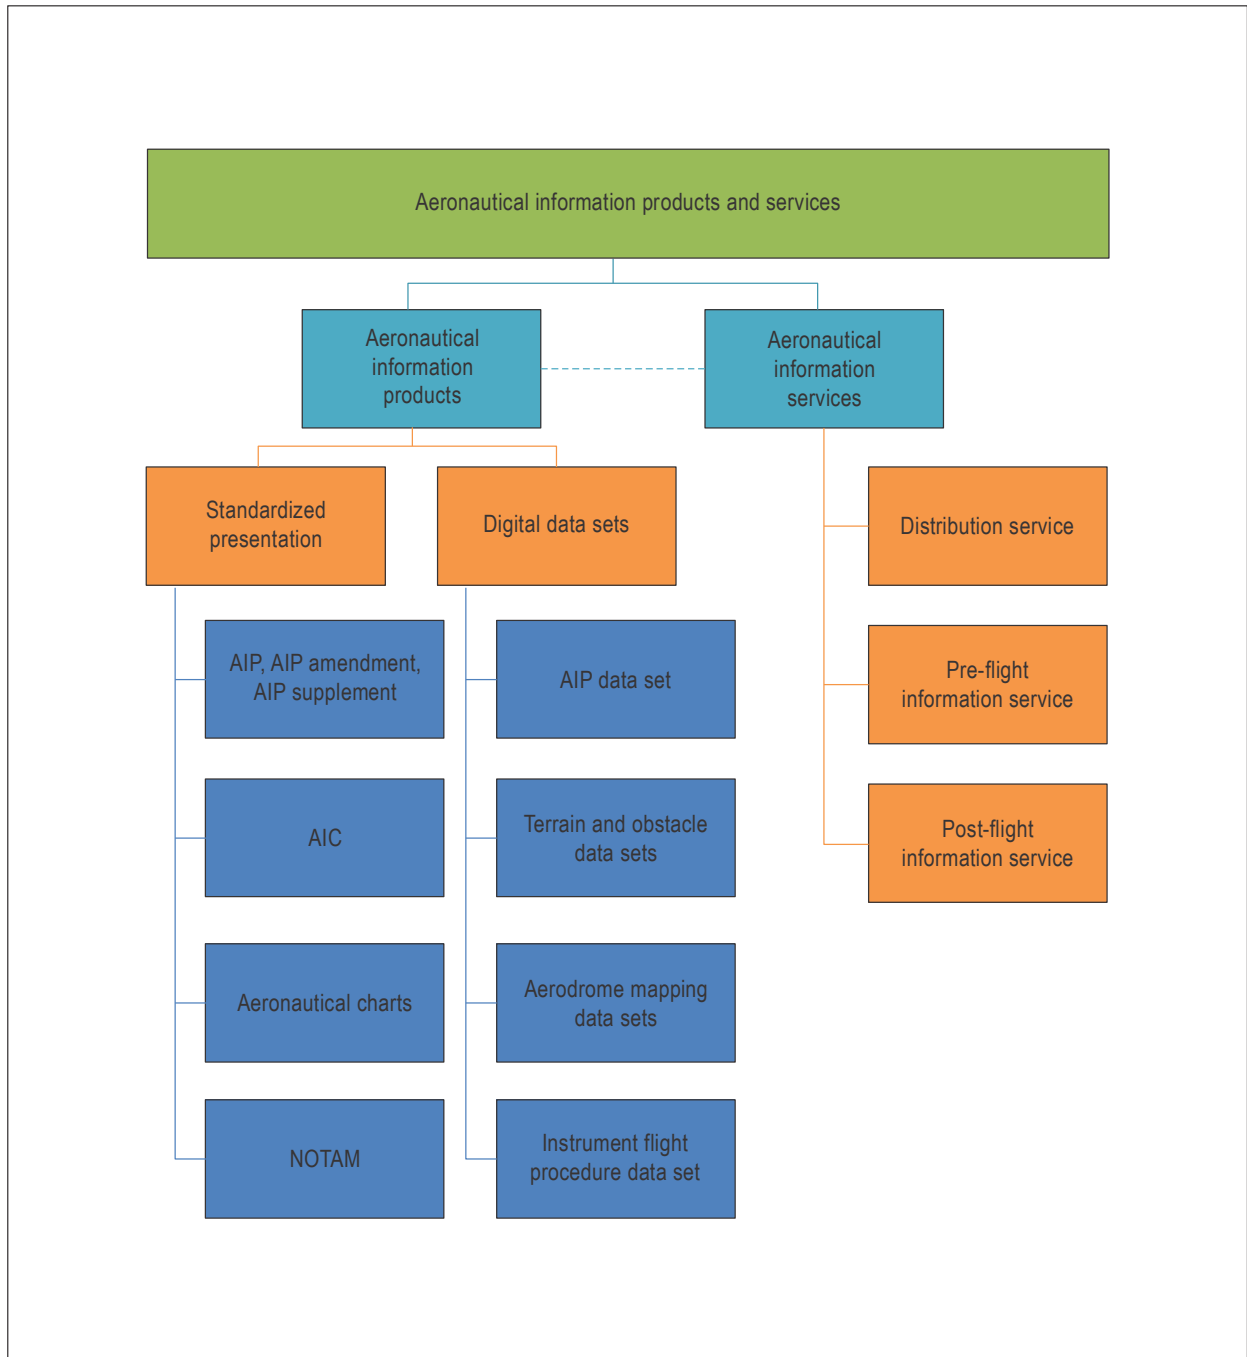 Aeronautical information products and services
Aeronautical
information
products
Aeronautical
information
services
Standardized
presentation
Digital data sets
Distribution service
AIP, AIP amendment,
AIP supplement
AIP data set
Pre-flight
information service
AIC
Terrain and obstacle
data sets
Post-flight
information service
Aeronautical charts
Aerodrome mapping
data sets
NOTAM
Instrument flight
procedure data set